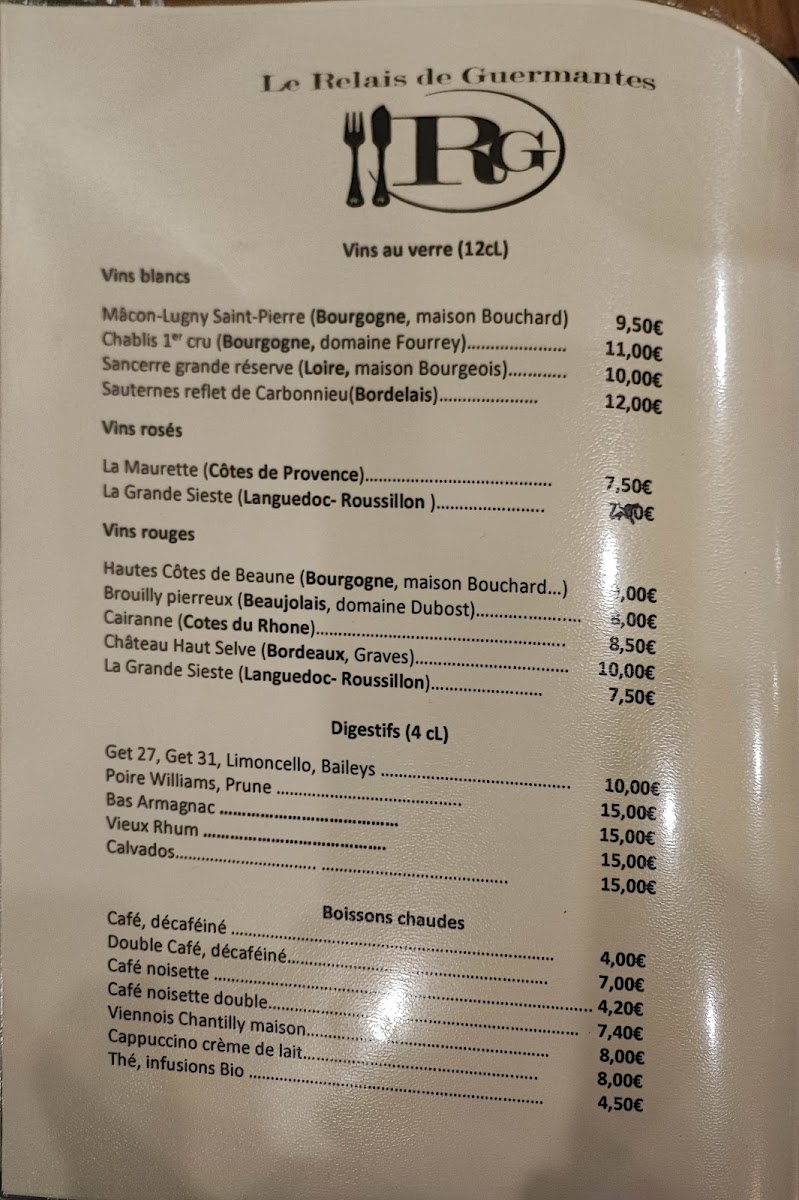 Le Relais de Guermantes
RG
Vins au verre (12cL)
Vins blancs
Mâcon-Lugny Saint-Pierre (Bourgogne, maison Bouchard) 9,50€
Chablis 1er cru (Bourgogne, domaine Fourrey)..................... 11,00€
Sancerre grande réserve (Loire, maison Bourgeois)............ 10,00€
Sauternes reflet de Carbonnieu(Bordelais)..................... 12,00€
Vins rosés
La Maurette (Côtes de Provence)........................................ 7,50€
La Grande Sieste (Languedoc- Roussillon )....................... €
Vins rouges
Hautes Côtes de Beaune (Bourgogne, maison Bouchard...) ,00€
Brouilly pierreux (Beaujolais, domaine Dubost)...................... ,00€
Cairanne (Cotes du Rhone)..................................................... 8,50€
Château Haut Selve (Bordeaux, Graves)................................. 10,00€
La Grande Sieste (Languedoc- Roussillon)........................ 7,50€
Digestifs (4 cL)
Get 27, Get 31, Limoncello, Baileys ........................................ 10,00€
Poire Williams, Prune ....................................... 15,00€
Bas Armagnac ...................................... 15,00€
Vieux Rhum ....................................... 15,00€
Calvados.............................. ........................................ 15,00€
Boissons chaudes
Café, décaféiné .................................................................... 4,00€
Double Café, décaféiné....................................................... 7,00€
Café noisette ................................................................................ 4,20€
Café noisette double................................................................. 7,40€
Viennois Chantilly maison.................................................... 8,00€
Cappuccino crème de lait.................................................. 8,00€
Thé, infusions Bio .............................................................. 4,50€